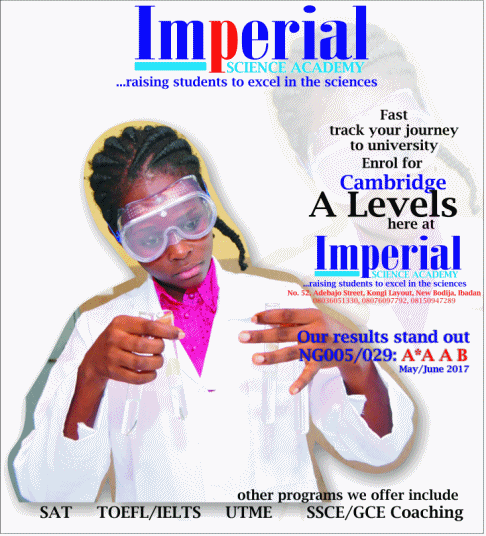 Imperial
SCIENCE ACADEMY
...raising students to excel in the sciences
Fast
track your journey
to university
Enrol for
Cambridge
A Levels
here at
Imperial
SCIENCE ACADEMY
...raising students to excel in the sciences
No. 52, Adebajo Street, Kongi Layout, New Bodija, Ibadan
08036051330, 08076097792, 08150947289
Our results stand out
NG005/029: A*A A B
May/June 2017
other programs we offer include
SAT TOEFL/IELTS UTME SSCE/GCE Coaching